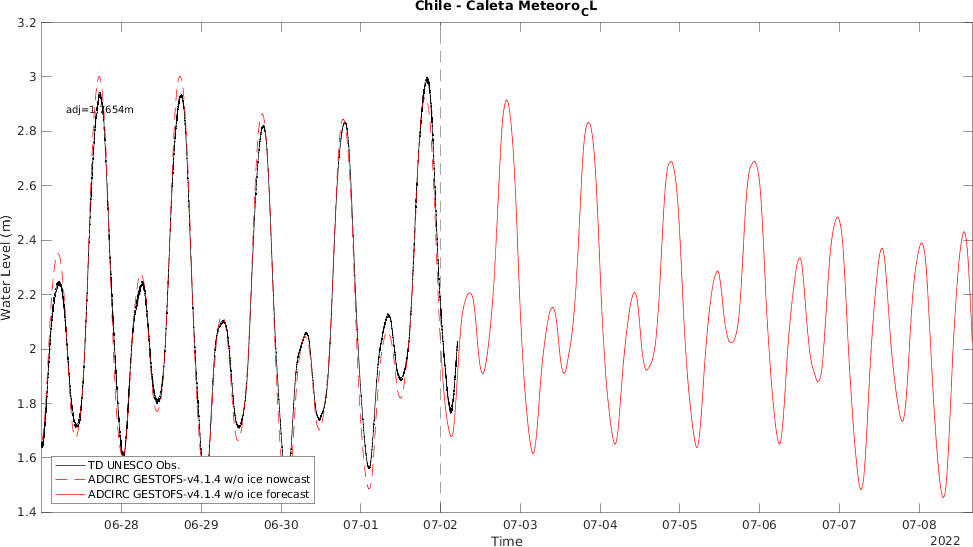 Chile - Caleta Meteoro_CL
3.2
3
2.8
2.6
2.4
2.2
2
1.8
1.6
1.4
Water Level (m)
adj=1.7654m
TD UNESCO Obs.
ADCIRC GESTOFS-v4.1.4 w/o ice nowcast
ADCIRC GESTOFS-v4.1.4 w/o ice forecast
06-28 06-29 06-30 07-01 07-02 07-03 07-04 07-05 07-06 07-07 07-08
Time
2022